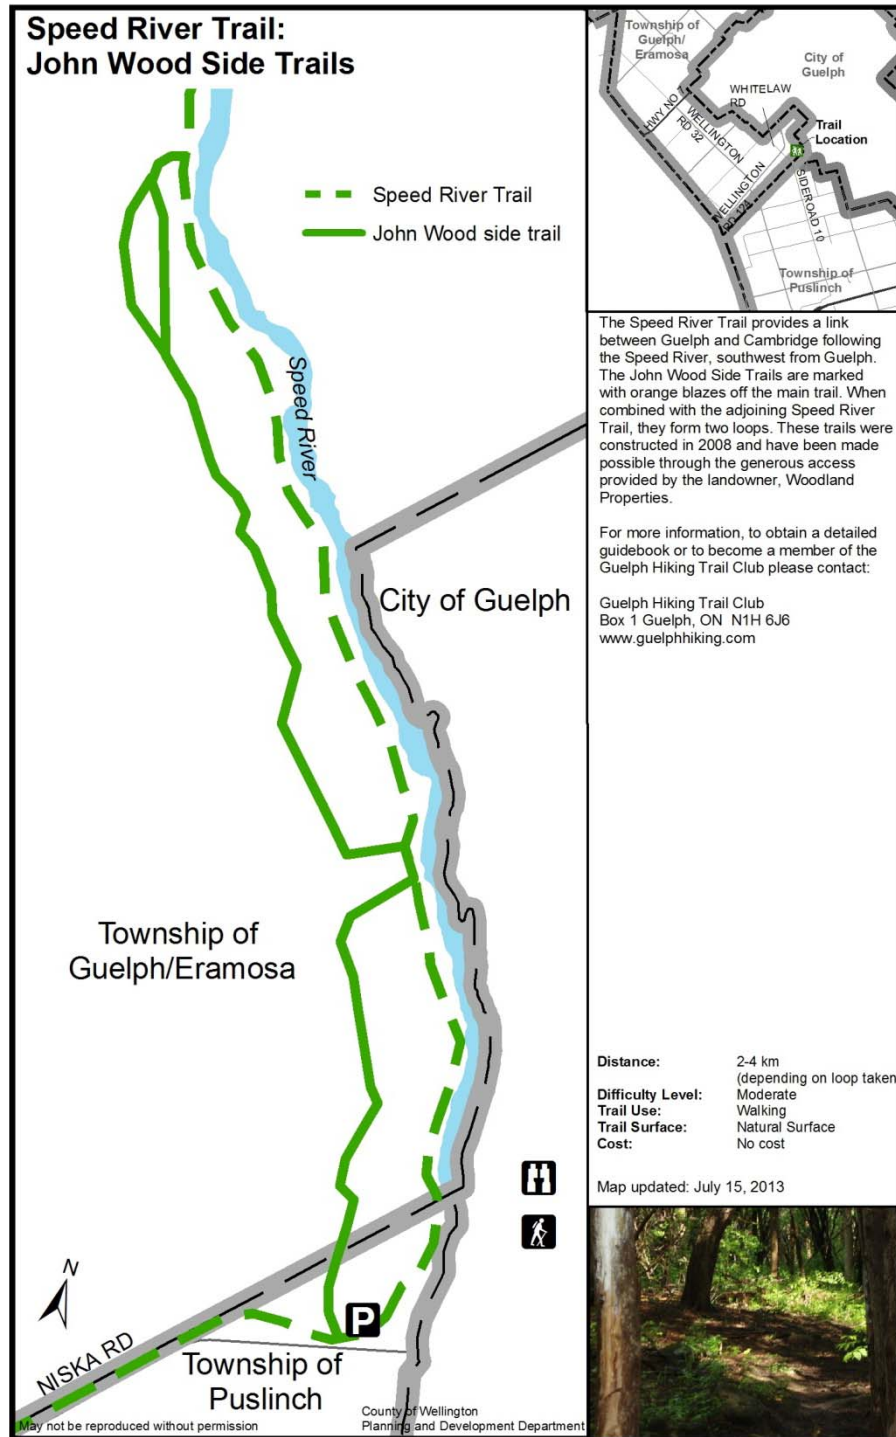 Speed River Trail:
John Wood Side Trails
Speed River Trail
John Wood side trail
Speed River
City of Guelph
Township of
Guelph/Eramosa
N
P
NISKA RD
Township of
Puslinch
May not be reproduced without permission
County of Wellington
Planning and Development Department
Township of
Guelph/
Eramosa
City of
Guelph
WHITELAW
RD
HWY NO 7
WELLINGTON
RD 32
Trail
Location
WELLINGTON
RD 124
SIDEROAD 10
Township of
Puslinch
The Speed River Trail provides a link
between Guelph and Cambridge following
the Speed River, southwest from Guelph.
The John Wood Side Trails are marked
with orange blazes off the main trail. When
combined with the adjoining Speed River
Trail, they form two loops. These trails were
constructed in 2008 and have been made
possible through the generous access
provided by the landowner, Woodland
Properties.
For more information, to obtain a detailed
guidebook or to become a member of the
Guelph Hiking Trail Club please contact:
Guelph Hiking Trail Club
Box 1 Guelph, ON N1H 6J6
www.guelphhiking.com
Distance: 2-4 km
(depending on loop taken
Difficulty Level: Moderate
Trail Use: Walking
Trail Surface: Natural Surface
Cost: No cost
Map updated: July 15, 2013